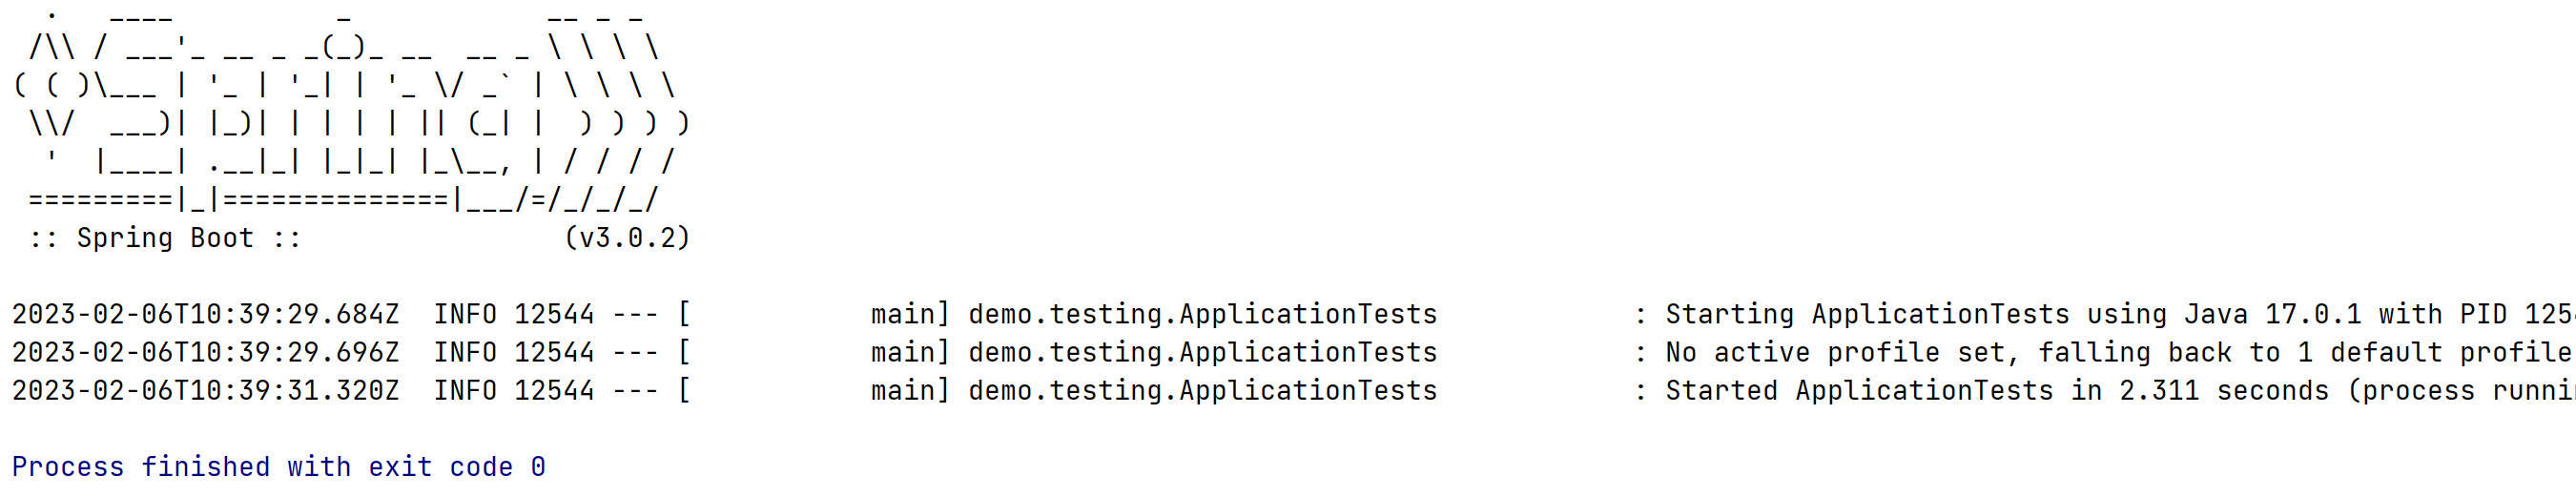 .   ____          _            __ _ _
 /\\ / ___'_ __ _ _(_)_ __  __ _ \ \ \ \
( ( )\___ | '_ | '_| | '_ \/ _` | \ \ \ \
 \\/  ___)| |_)| | | | | || (_| |  ) ) ) )
  '  |____| .__|_| |_|_| |_\__, | / / / /
 =========|_|==============|___/=/_/_/_/
 :: Spring Boot ::                (v3.0.2)
2023-02-06T10:39:29.684Z  INFO 12544 --- [           main] demo.testing.ApplicationTests            : Starting ApplicationTests using Java 17.0.1 with PID 125
2023-02-06T10:39:29.696Z  INFO 12544 --- [           main] demo.testing.ApplicationTests            : No active profile set, falling back to 1 default profile
2023-02-06T10:39:31.320Z  INFO 12544 --- [           main] demo.testing.ApplicationTests            : Started ApplicationTests in 2.311 seconds (process runni
Process finished with exit code 0